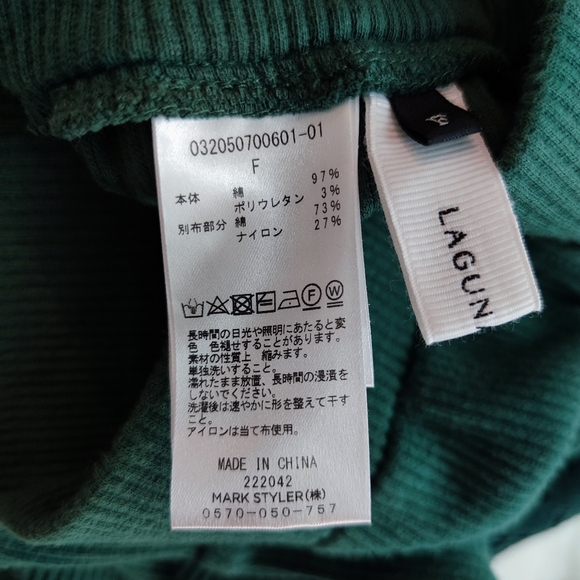 032050700601-01
F
本体 綿 97%
ポリウレタン 3%
別布部分 綿 73%
ナイロン 27%
F W
長時間の日光や照明にあたると変
色 色褪せすることがあります。
素材の性質上 縮みます。
単独洗いすること。
濡れたまま放置、長時間の浸漬を
しないでください。
洗濯後は速やかに形を整えて干す
こと。
アイロンは当て布使用。
MADE IN CHINA
222042
MARK STYLER(株)
0570-050-757
LAGUN